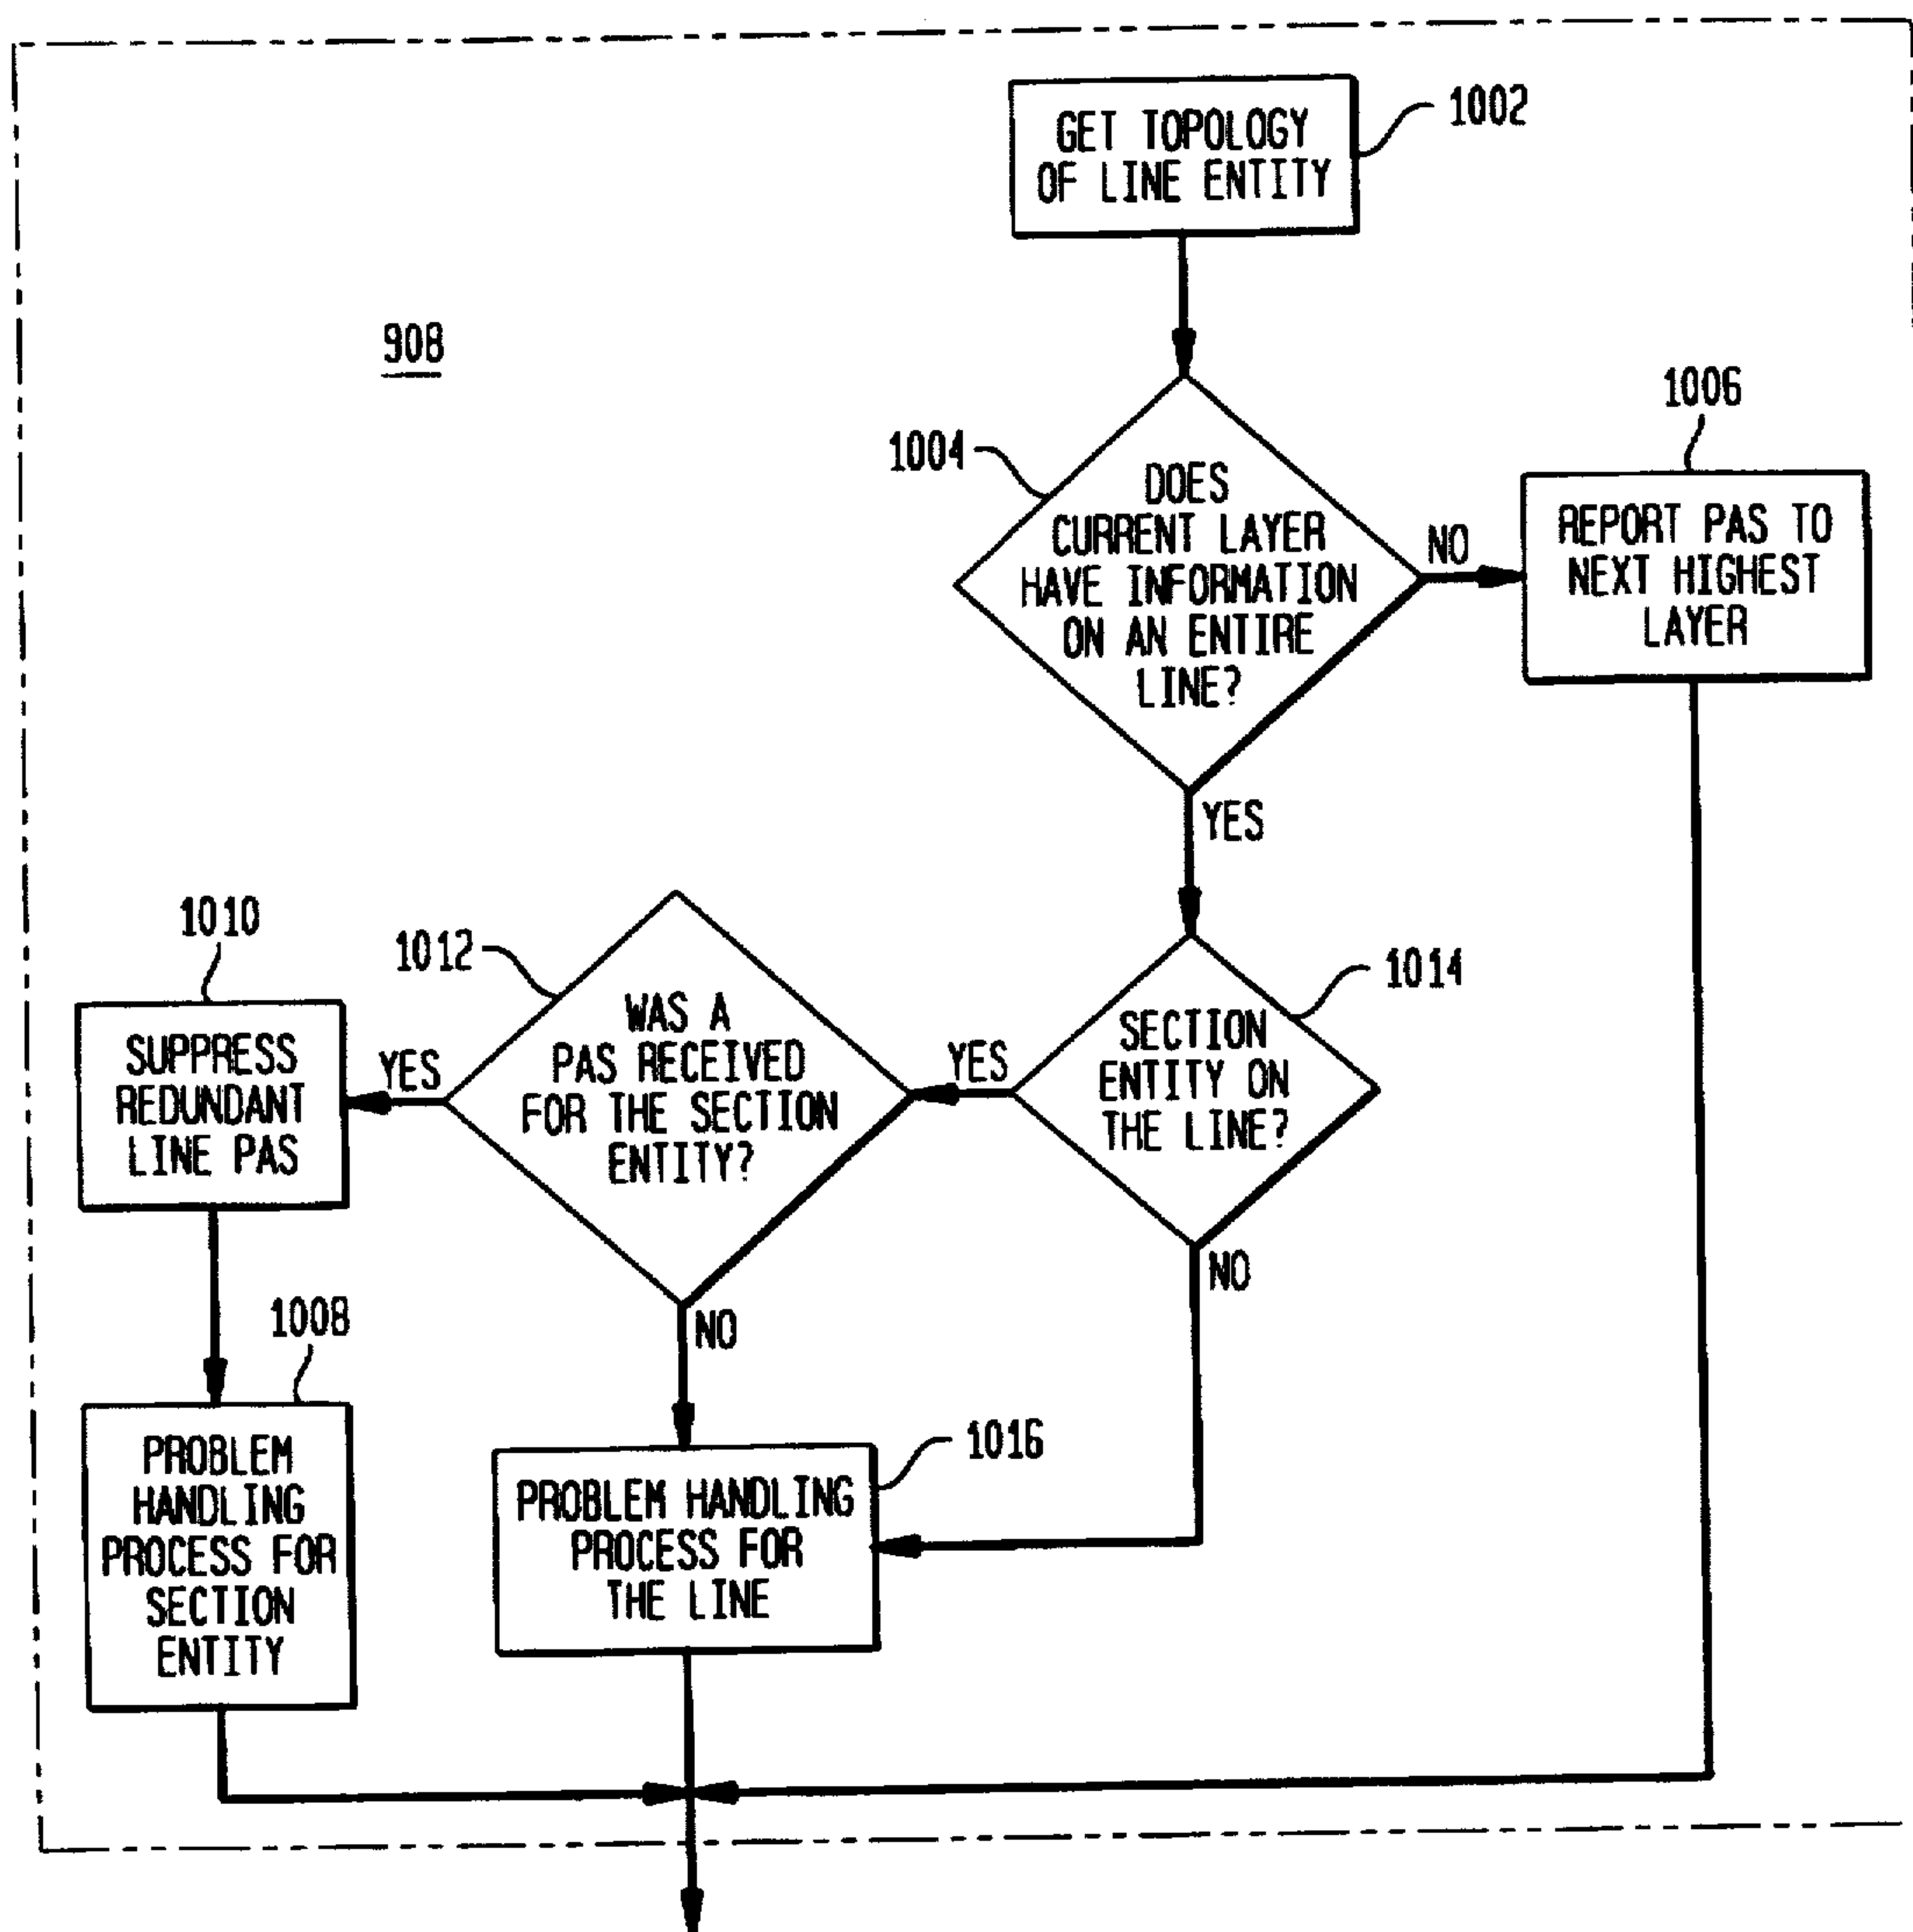 GET TOPOLOGY
OF LINE ENTITY
1002
908
1004
DOES
CURRENT LAYER
HAVE INFORMATION
ON AN ENTIRE
LINE?
NO
1006
REPORT PAS TO
NEXT HIGHEST
LAYER
YES
1010
SUPPRESS
REDUNDANT
LINE PAS
YES
1012
WAS A
PAS RECEIVED
FOR THE SECTION
ENTITY?
YES
1014
SECTION
ENTITY ON
THE LINE?
NO
NO
1008
PROBLEM
HANDLING
PROCESS FOR
SECTION
ENTITY
1016
PROBLEM HANDLING
PROCESS FOR
THE LINE